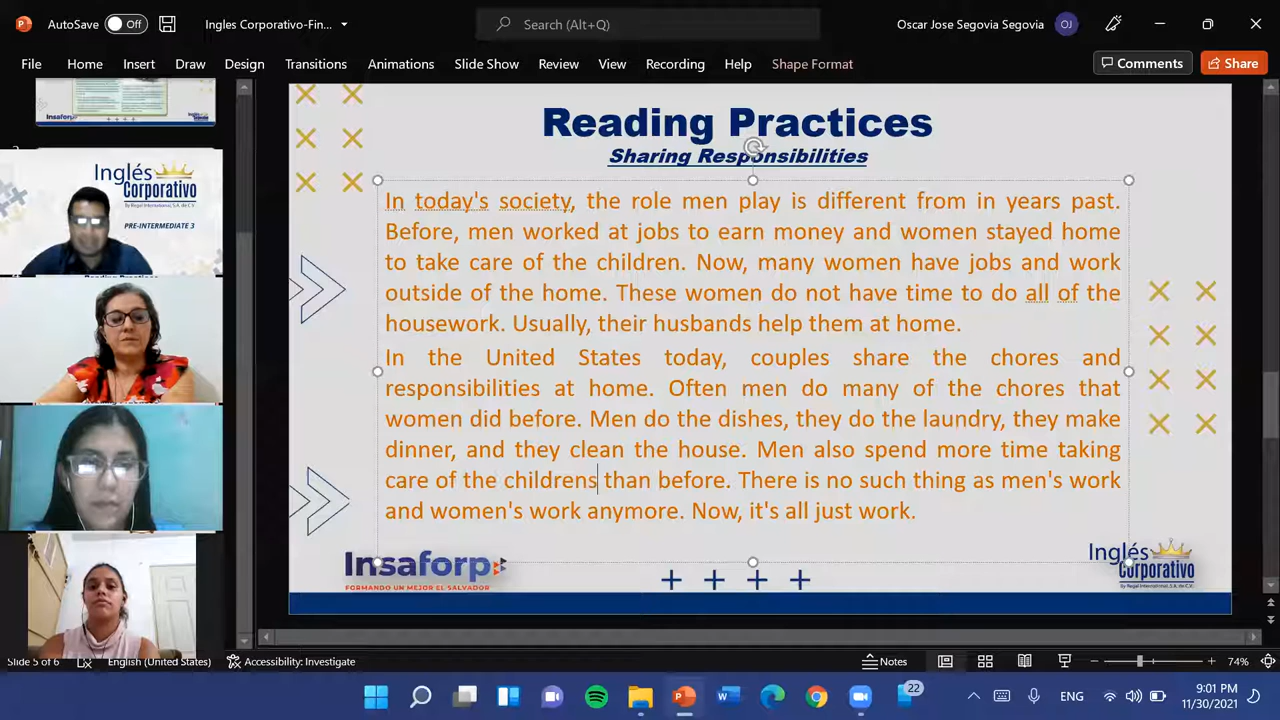 AutoSave Off Ingles Corporativo-Fin... Search (Alt+Q) Oscar Jose Segovia Segovia OJ
File Home Insert Draw Design Transitions Animations Slide Show Review View Recording Help Shape Format Comments Share
Insaforp
Inglés
Corporativo
By Regal International, S.A. de C.V.
PRE-INTERMEDIATE 3
Reading Practices
Sharing Responsibilities
In today's society, the role men play is different from in years past.
Before, men worked at jobs to earn money and women stayed home
to take care of the children. Now, many women have jobs and work
outside of the home. These women do not have time to do all of the
housework. Usually, their husbands help them at home.
In the United States today, couples share the chores and
responsibilities at home. Often men do many of the chores that
women did before. Men do the dishes, they do the laundry, they make
dinner, and they clean the house. Men also spend more time taking
care of the childrens than before. There is no such thing as men's work
and women's work anymore. Now, it's all just work.
Insaforp
FORMANDO UN MEJOR EL SALVADOR
Inglés
Corporativo
By Regal International, S.A. de C.V.
Slide 5 of 6 English (United States) Accessibility: Investigate Notes 74%
22 ENG 9:01 PM
11/30/2021